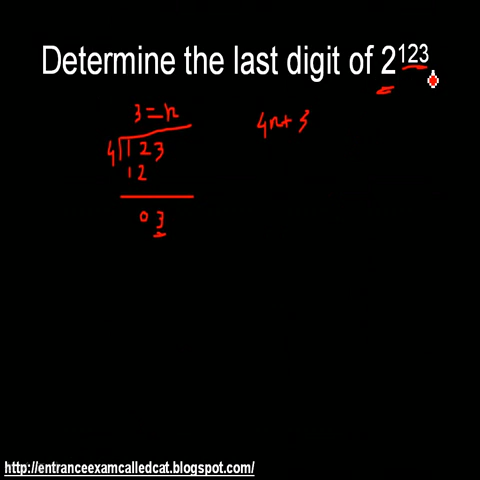 Determine the last digit of 2¹²³
3 = n
4n + 3
4 123
12
03
http://entranceexamcalledcat.blogspot.com/